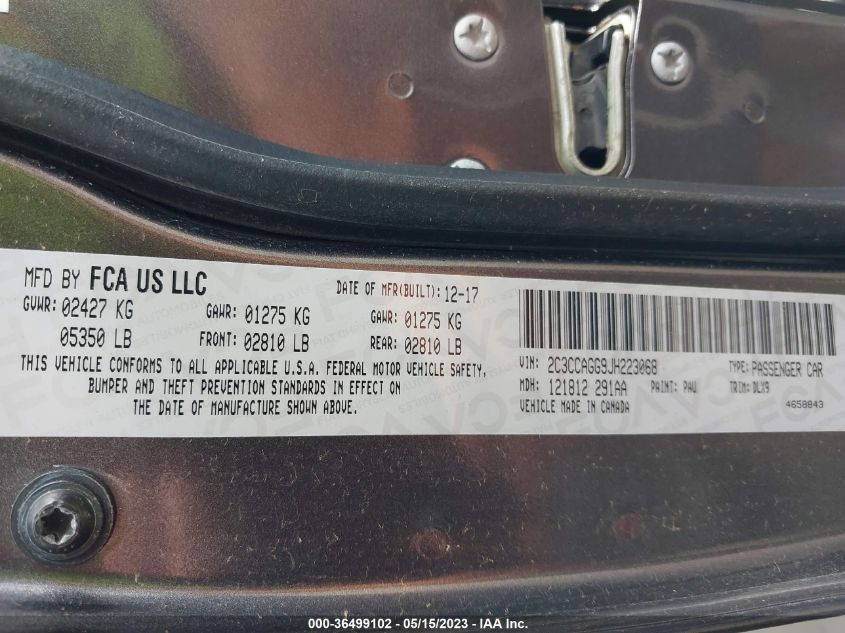 MFD BY FCA US LLC
DATE OF MFR(BUILT): 12-17
GVWR: 02427 KG
GAWR: 01275 KG
GAWR: 01275 KG
05350 LB
FRONT: 02810 LB
REAR: 02810 LB
THIS VEHICLE CONFORMS TO ALL APPLICABLE U.S.A. FEDERAL MOTOR VEHICLE SAFETY,
BUMPER AND THEFT PREVENTION STANDARDS IN EFFECT ON
THE DATE OF MANUFACTURE SHOWN ABOVE.
VIN: 2C3CCAGG9JH223068
TYPE: PASSENGER CAR
MDH: 121812 291AA
PAINT: PAU
TRIM: DLX9
VEHICLE MADE IN CANADA
4658843
000-36499102 - 05/15/2023 - © IAA Inc.